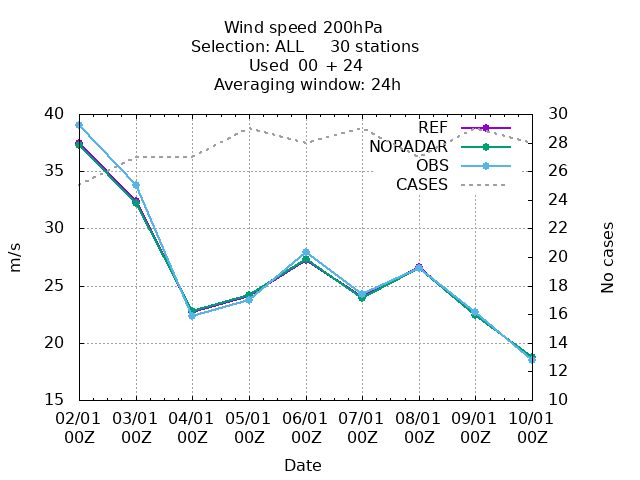 Wind speed 200hPa
Selection: ALL     30 stations
Used  00  + 24
Averaging window: 24h
40
35
30
25
20
15
30
28
26
24
22
20
18
16
14
12
10
REF
NORADAR
OBS
CASES
m/s
No cases
02/01 03/01 04/01 05/01 06/01 07/01 08/01 09/01 10/01
00Z 00Z 00Z 00Z 00Z 00Z 00Z 00Z 00Z
Date